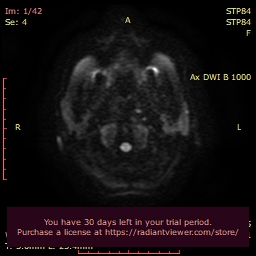 Im: 1/42
Se: 4
A
STP84
STP84
F
Ax DWI B 1000
R
L
You have 30 days left in your trial period.
Purchase a license at https://radiantviewer.com/store/